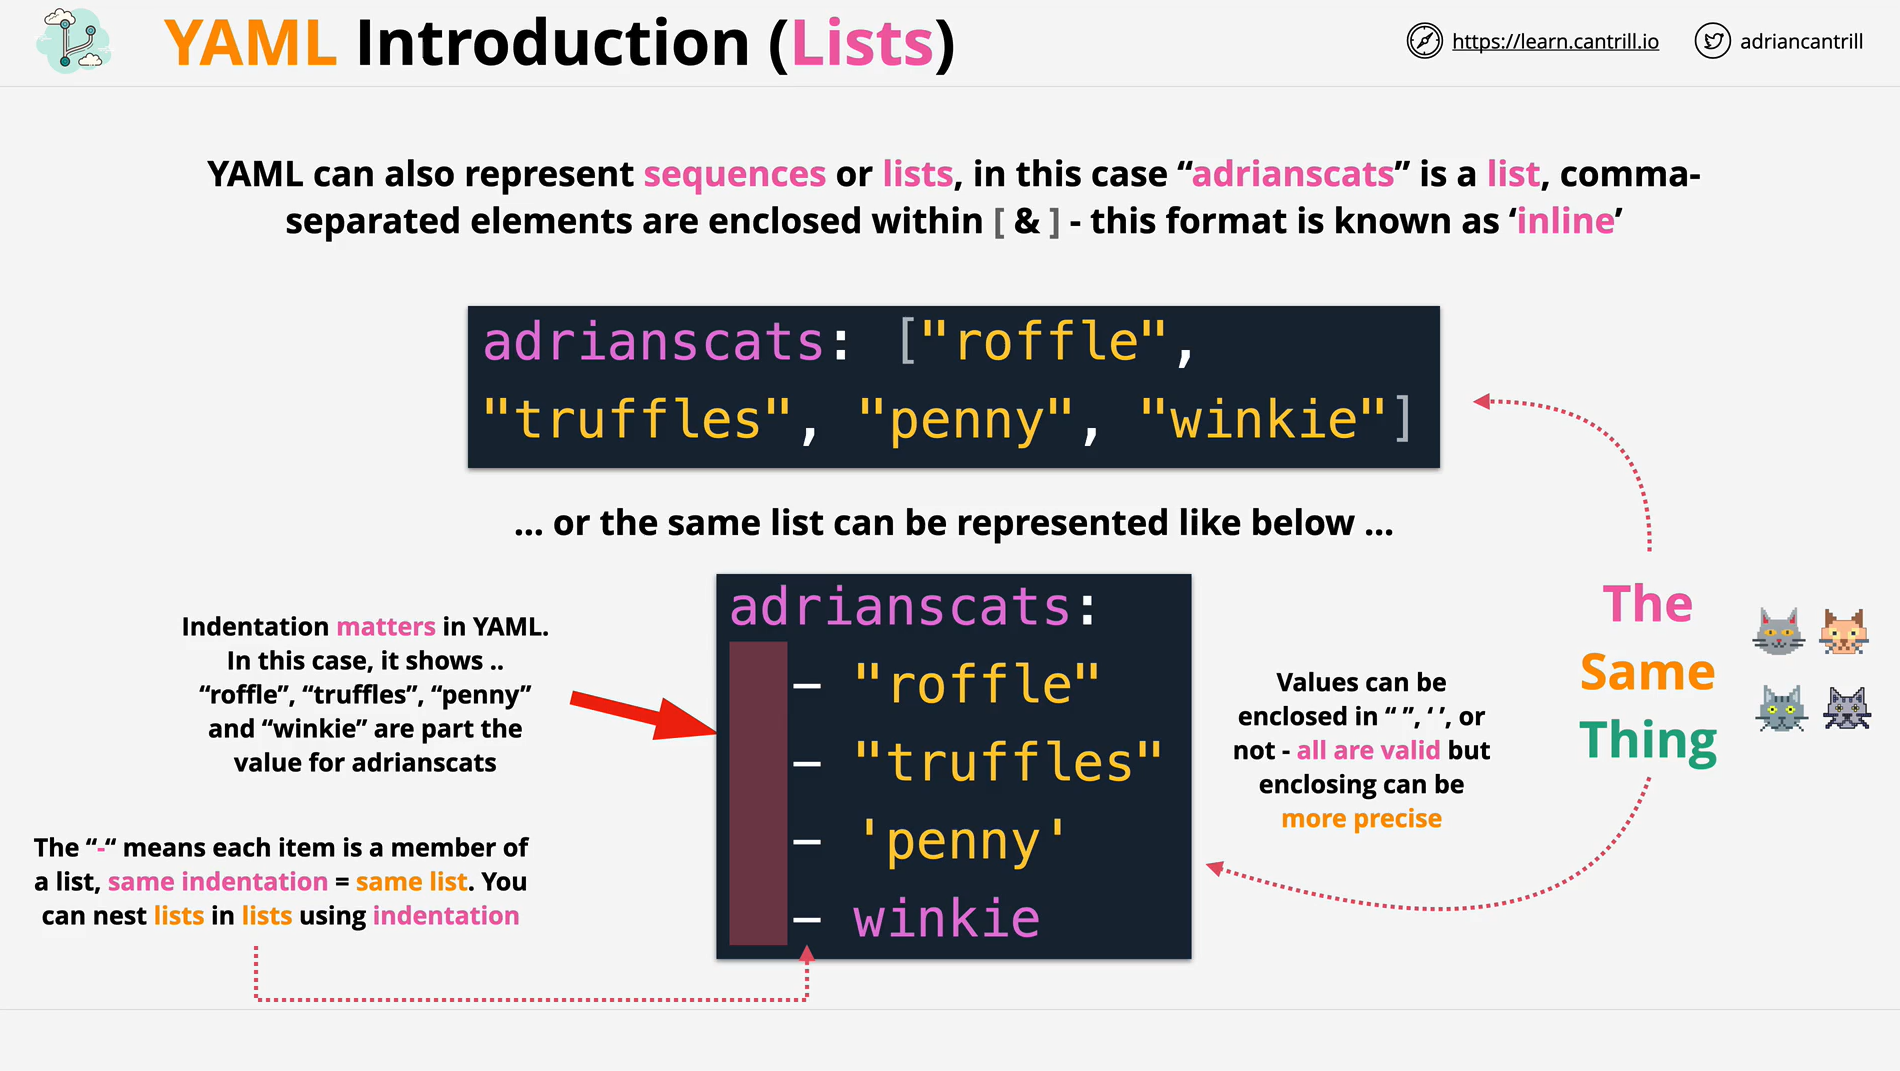 YAML Introduction (Lists)
https://learn.cantrill.io
adriancantrill
YAML can also represent sequences or lists, in this case “adrianscats” is a list, comma-
separated elements are enclosed within [ & ] - this format is known as ‘inline’
adrianscats: ["roffle",
"truffles", "penny", "winkie"]
... or the same list can be represented like below ...
Indentation matters in YAML.
In this case, it shows ..
“roffle”, “truffles”, “penny”
and “winkie” are part the
value for adrianscats
The “-“ means each item is a member of
a list, same indentation = same list. You
can nest lists in lists using indentation
adrianscats:
- "roffle"
- "truffles"
- 'penny'
- winkie
Values can be
enclosed in “ ”, ‘ ’, or
not - all are valid but
enclosing can be
more precise
The
Same
Thing